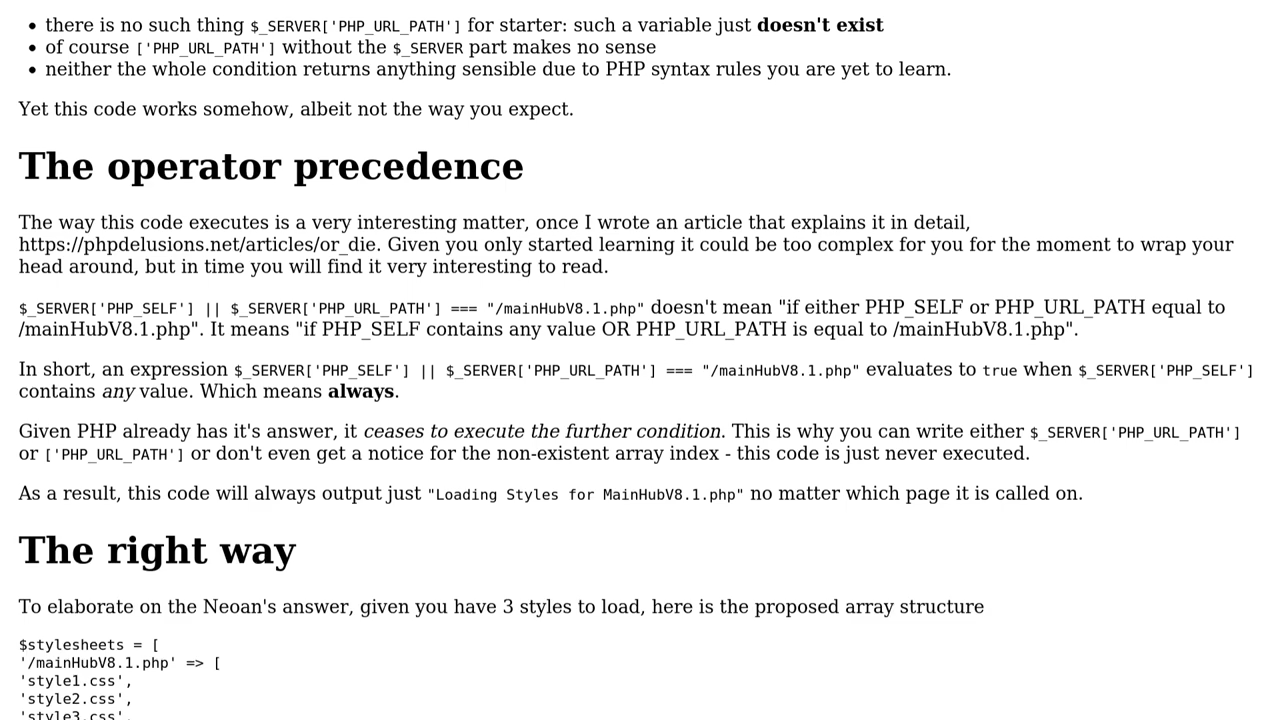 there is no such thing $_SERVER['PHP_URL_PATH'] for starter: such a variable just doesn't exist
of course ['PHP_URL_PATH'] without the $_SERVER part makes no sense
neither the whole condition returns anything sensible due to PHP syntax rules you are yet to learn.
Yet this code works somehow, albeit not the way you expect.
The operator precedence
The way this code executes is a very interesting matter, once I wrote an article that explains it in detail,
https://phpdelusions.net/articles/or_die. Given you only started learning it could be too complex for you for the moment to wrap your
head around, but in time you will find it very interesting to read.
$_SERVER['PHP_SELF'] || $_SERVER['PHP_URL_PATH'] === "/mainHubV8.1.php" doesn't mean "if either PHP_SELF or PHP_URL_PATH equal to
/mainHubV8.1.php". It means "if PHP_SELF contains any value OR PHP_URL_PATH is equal to /mainHubV8.1.php".
In short, an expression $_SERVER['PHP_SELF'] || $_SERVER['PHP_URL_PATH'] === "/mainHubV8.1.php" evaluates to true when $_SERVER['PHP_SELF']
contains any value. Which means always.
Given PHP already has it's answer, it ceases to execute the further condition. This is why you can write either $_SERVER['PHP_URL_PATH']
or ['PHP_URL_PATH'] or don't even get a notice for the non-existent array index - this code is just never executed.
As a result, this code will always output just "Loading Styles for MainHubV8.1.php" no matter which page it is called on.
The right way
To elaborate on the Neoan's answer, given you have 3 styles to load, here is the proposed array structure
$stylesheets = [
'/mainHubV8.1.php' => [
'style1.css',
'style2.css',
'style3.css',